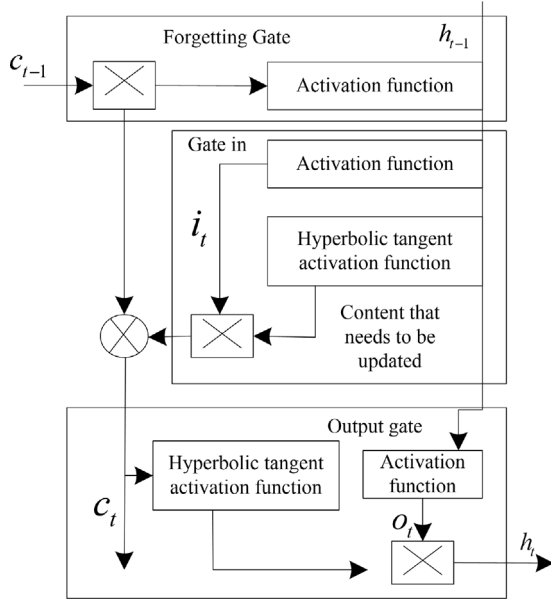 Forgetting Gate
h_{t-1}
c_{t-1}
Activation function
Gate in
Activation function
i_t
Hyperbolic tangent
activation function
Content that
needs to be
updated
Output gate
Hyperbolic tangent
activation function
Activation
function
c_t
o_t
h_t